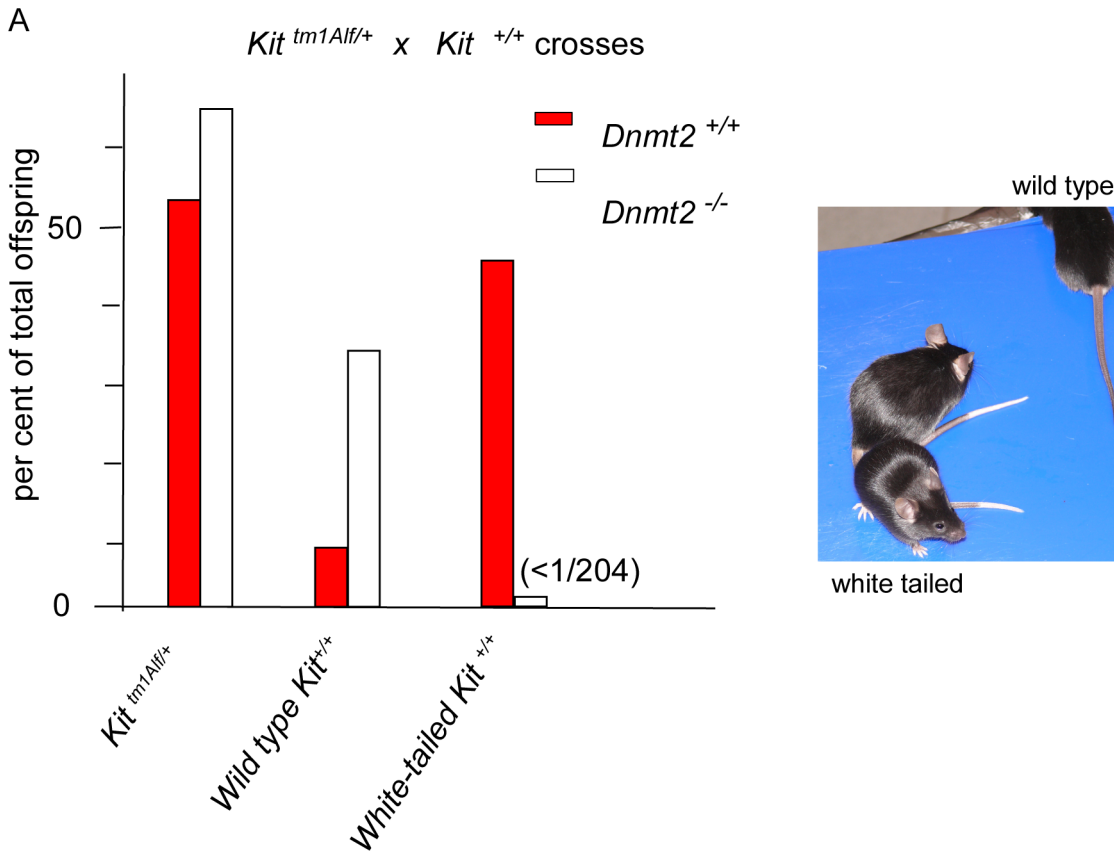 A
Kit tm1Alf/+ x Kit +/+ crosses
Dnmt2 +/+
Dnmt2 -/-
per cent of total offspring
50
0
(<1/204)
Kit tm1Alf/+
Wild type Kit+/+
White-tailed Kit +/+
wild type
white tailed